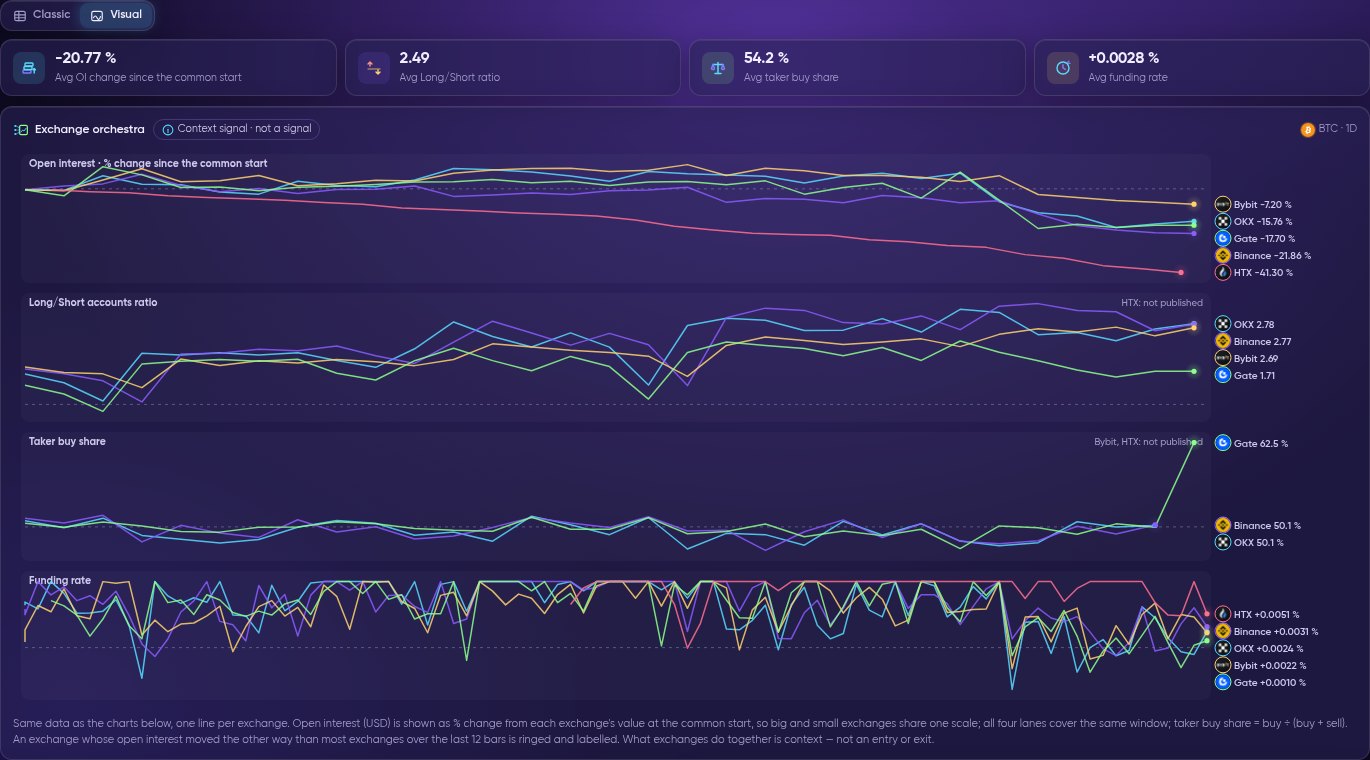 Classic
Visual
-20.77 %
Avg OI change since the common start
2.49
Avg Long/Short ratio
54.2 %
Avg taker buy share
+0.0028 %
Avg funding rate
Exchange orchestra
Context signal · not a signal
BTC · 1D
Open interest · % change since the common start
Bybit −7.20 %
OKX −15.76 %
Gate −17.70 %
Binance −21.86 %
HTX −41.30 %
Long/Short accounts ratio
HTX: not published
OKX 2.78
Binance 2.77
Bybit 2.69
Gate 1.71
Taker buy share
Bybit, HTX: not published
Gate 62.5 %
Binance 50.1 %
OKX 50.1 %
Funding rate
HTX +0.0051 %
Binance +0.0031 %
OKX +0.0024 %
Bybit +0.0022 %
Gate +0.0010 %
Same data as the charts below, one line per exchange. Open interest (USD) is shown as % change from each exchange's value at the common start, so big and small exchanges share one scale; all four lanes cover the same window; taker buy share = buy ÷ (buy + sell).
An exchange whose open interest moved the other way than most exchanges over the last 12 bars is ringed and labelled. What exchanges do together is context — not an entry or exit.